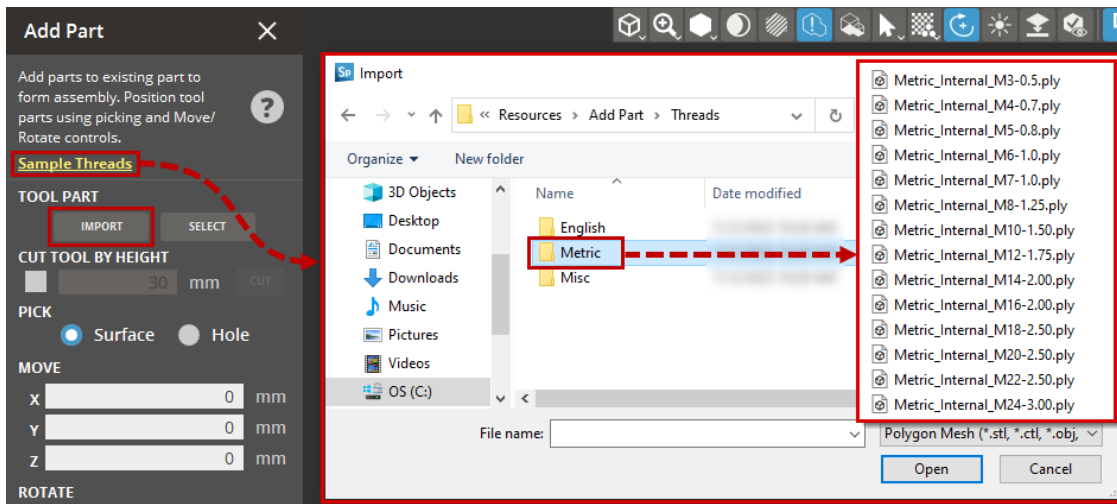 Add Part
Add parts to existing part to
form assembly. Position tool
parts using picking and Move/
Rotate controls.
?
Sample Threads
TOOL PART
IMPORT
SELECT
CUT TOOL BY HEIGHT
30 mm
CUT
PICK
Surface
Hole
MOVE
X 0 mm
Y 0 mm
Z 0 mm
ROTATE
Sp Import
« Resources › Add Part › Threads
Organize
New folder
3D Objects
Desktop
Documents
Downloads
Music
Pictures
Videos
OS (C:)
Name
Date modified
English
Metric
Misc
File name:
Polygon Mesh (*.stl, *.ctl, *.obj,
Open
Cancel
Metric_Internal_M3-0.5.ply
Metric_Internal_M4-0.7.ply
Metric_Internal_M5-0.8.ply
Metric_Internal_M6-1.0.ply
Metric_Internal_M7-1.0.ply
Metric_Internal_M8-1.25.ply
Metric_Internal_M10-1.50.ply
Metric_Internal_M12-1.75.ply
Metric_Internal_M14-2.00.ply
Metric_Internal_M16-2.00.ply
Metric_Internal_M18-2.50.ply
Metric_Internal_M20-2.50.ply
Metric_Internal_M22-2.50.ply
Metric_Internal_M24-3.00.ply